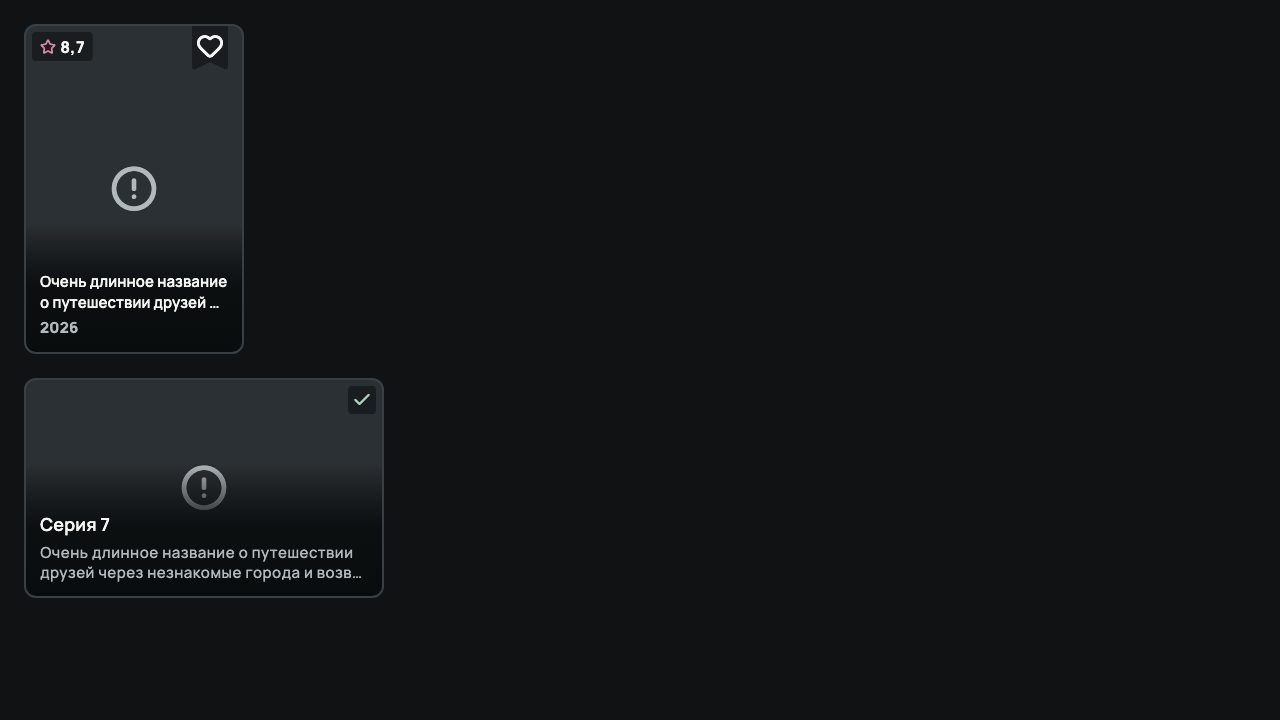 8,7
Очень длинное название
о путешествии друзей ...
2026
Серия 7
Очень длинное название о путешествии
друзей через незнакомые города и возв...